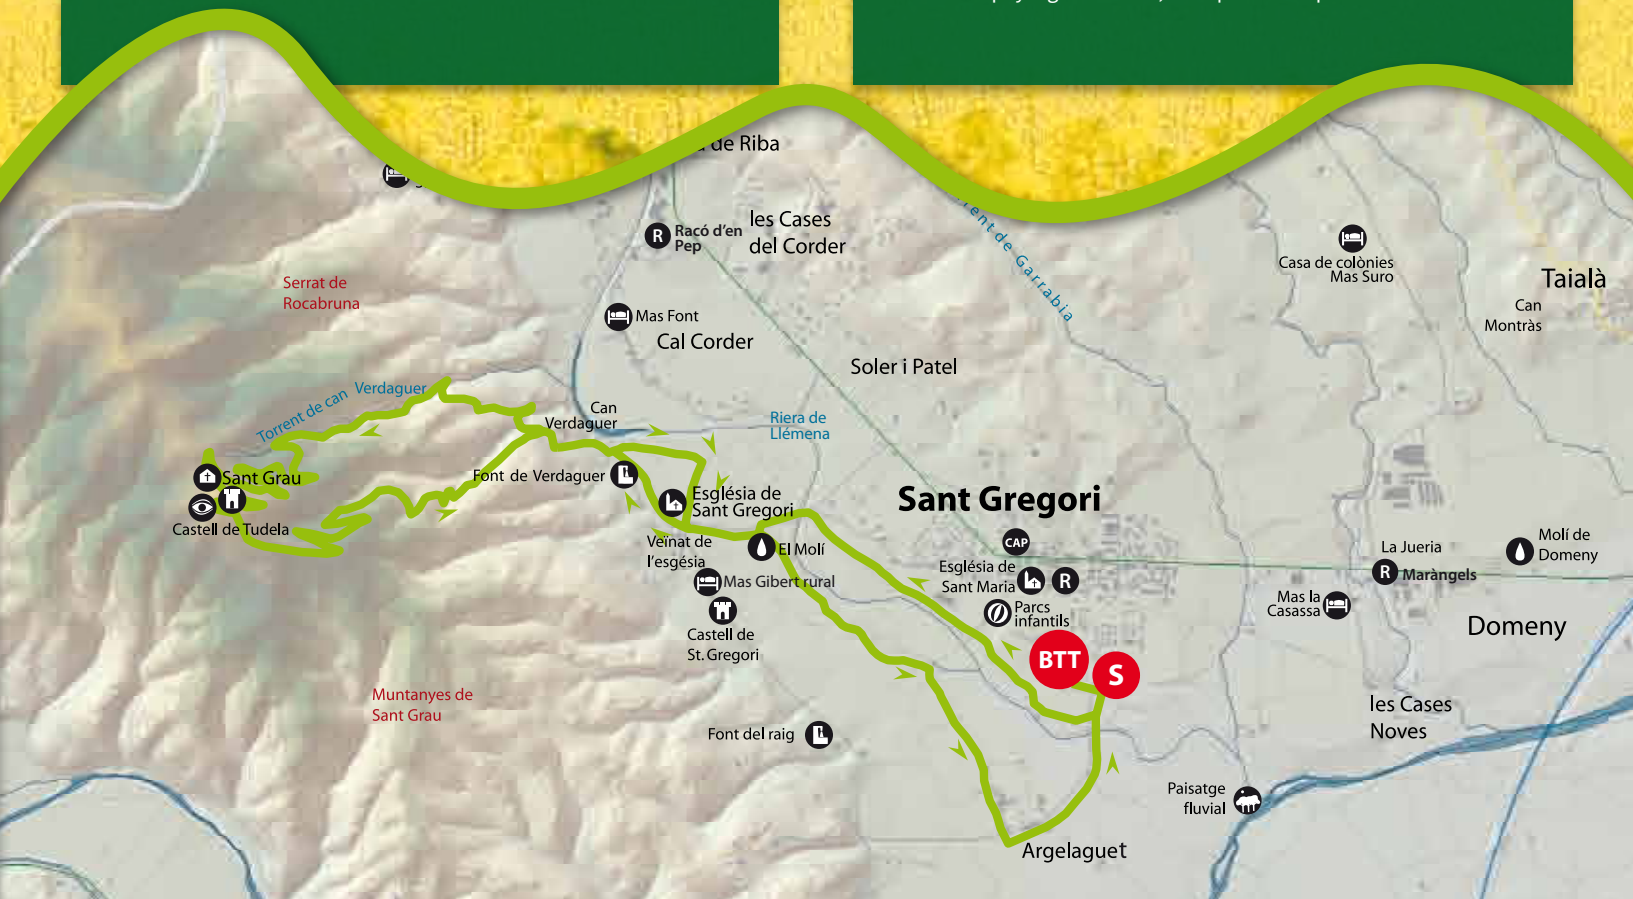 de Riba
les Cases
del Corder
R
Racó d'en
Pep
Torrent de Garrabia
Casa de colònies
Mas Suro
Taialà
Can
Montràs
Serrat de
Rocabruna
Mas Font
Cal Corder
Soler i Patel
Torrent de can Verdaguer
Can
Verdaguer
Riera de
Llémena
Sant Grau
Font de Verdaguer
Església de
Sant Gregori
Sant Gregori
Castell de Tudela
Veïnat de
l'esgésia
El Molí
CAP
Molí de
Domeny
La Jueria
R
Maràngels
Església de
Sant Maria
R
Mas Gibert rural
Parcs
infantils
Mas la
Casassa
Castell de
St. Gregori
Domeny
BTT
S
Muntanyes de
Sant Grau
Font del raig
les Cases
Noves
Paisatge
fluvial
Argelaguet